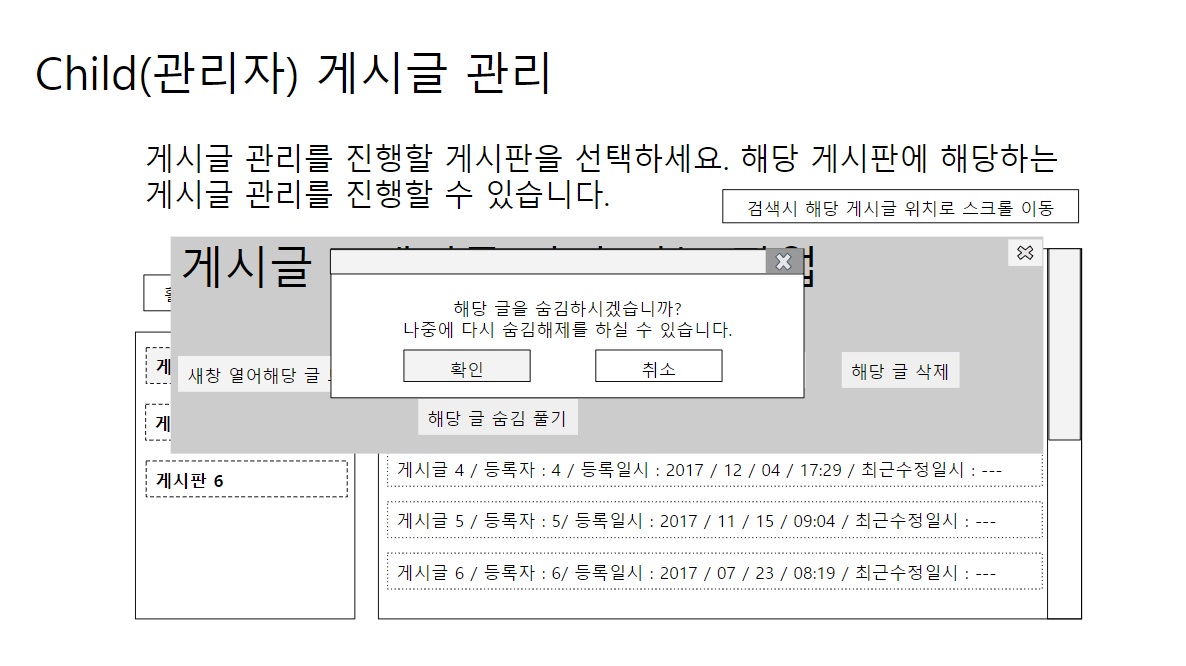 Child(관리자) 게시글 관리
게시글 관리를 진행할 게시판을 선택하세요. 해당 게시판에 해당하는
게시글 관리를 진행할 수 있습니다.
검색시 해당 게시글 위치로 스크롤 이동
게시글
해당 글을 숨김하시겠습니까?
나중에 다시 숨김해제를 하실 수 있습니다.
확인
취소
새창 열어해당 글
해당 글 삭제
해당 글 숨김 풀기
게시판 6
게시글 4 / 등록자 : 4 / 등록일시 : 2017 / 12 / 04 / 17:29 / 최근수정일시 : ---
게시글 5 / 등록자 : 5/ 등록일시 : 2017 / 11 / 15 / 09:04 / 최근수정일시 : ---
게시글 6 / 등록자 : 6/ 등록일시 : 2017 / 07 / 23 / 08:19 / 최근수정일시 : ---